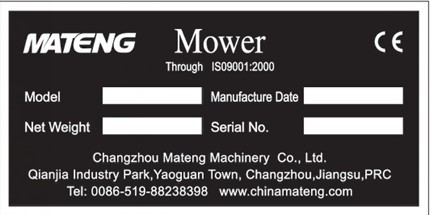 MATENG Mower CE
Through IS09001:2000
Model Manufacture Date
Net Weight Serial No.
Changzhou Mateng Machinery Co., Ltd.
Qianjia Industry Park,Yaoguan Town, Changzhou,Jiangsu,PRC
Tel: 0086-519-88238398 www.chinamateng.com